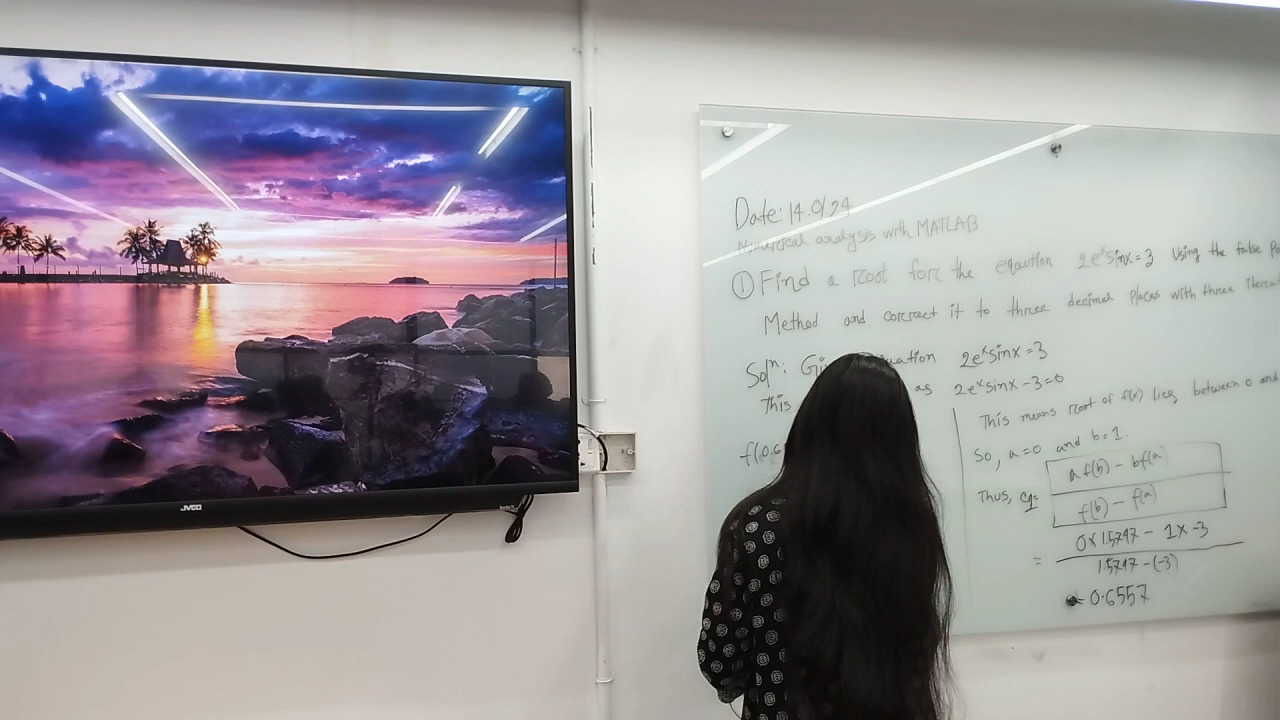 JVCO
Date: 14.01.24
Numerical analysis with MATLAB
① Find a root for the equation 2eˣsinx=3 using the false
Method and correct it to three decimal places with three
Solⁿ: equation 2eˣsinx=3
This as 2eˣsinx-3=0
f(0.6
This means root of f(x) lies between 0 and
So, a=0 and b=1.
Thus, c₁= af(b) - bf(a)
f(b) - f(a)
= 0×1.5747 - 1×-3
1.5747-(-3)
= 0.6557